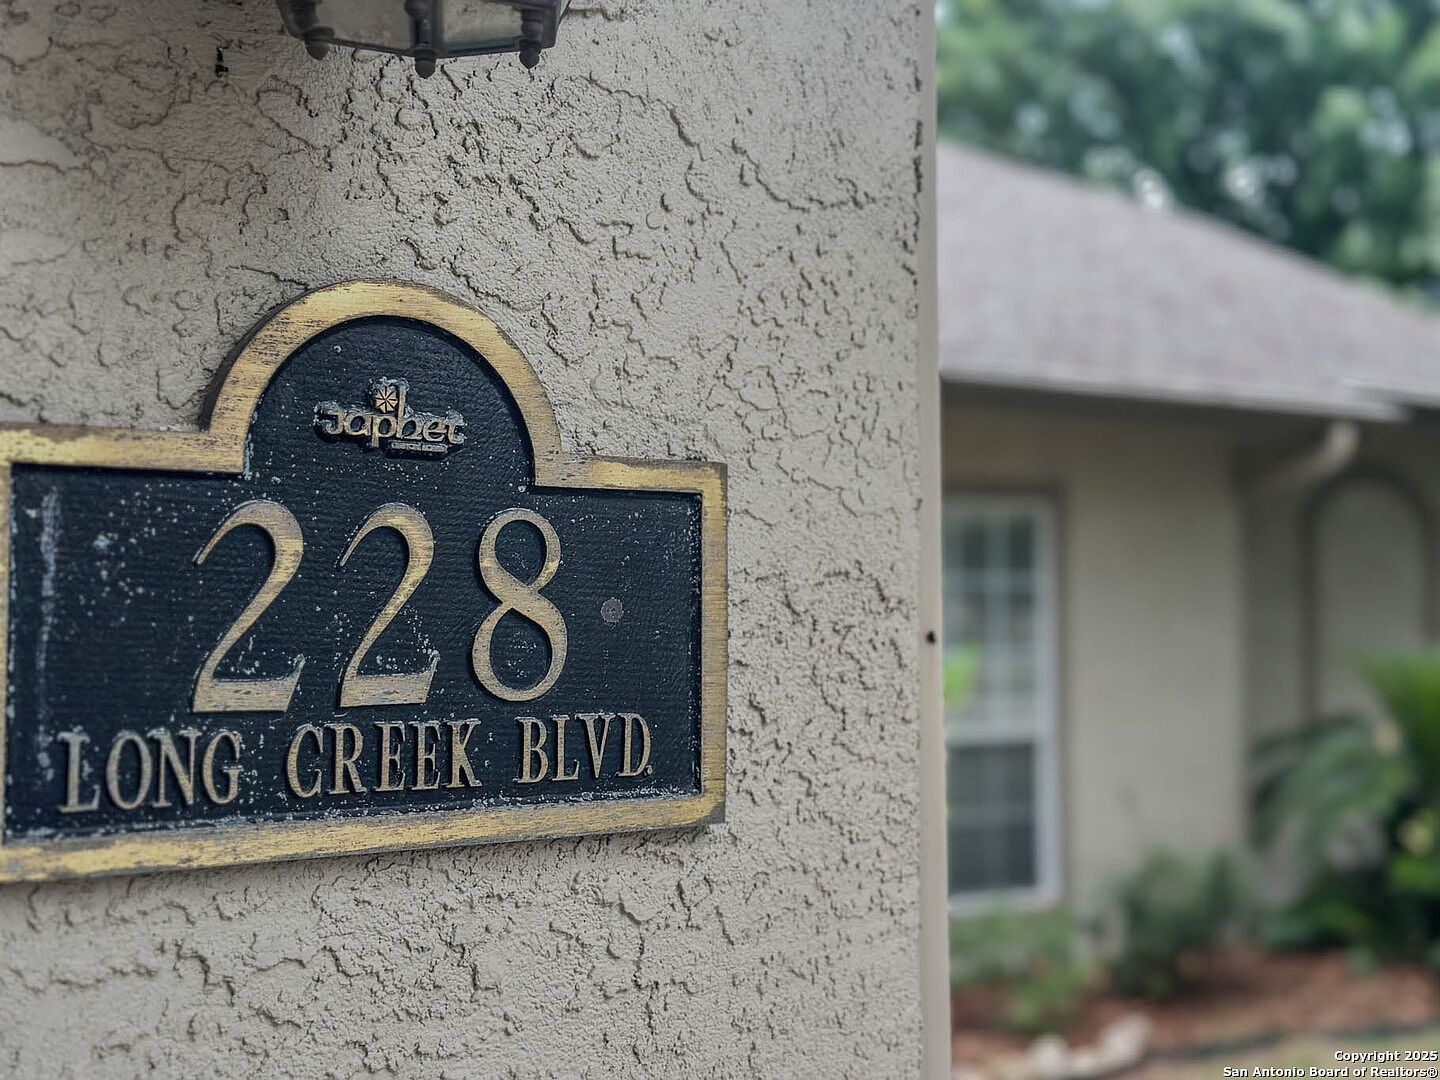 Japhet
228
LONG CREEK BLVD.
Copyright 2025
San Antonio Board of Realtors®